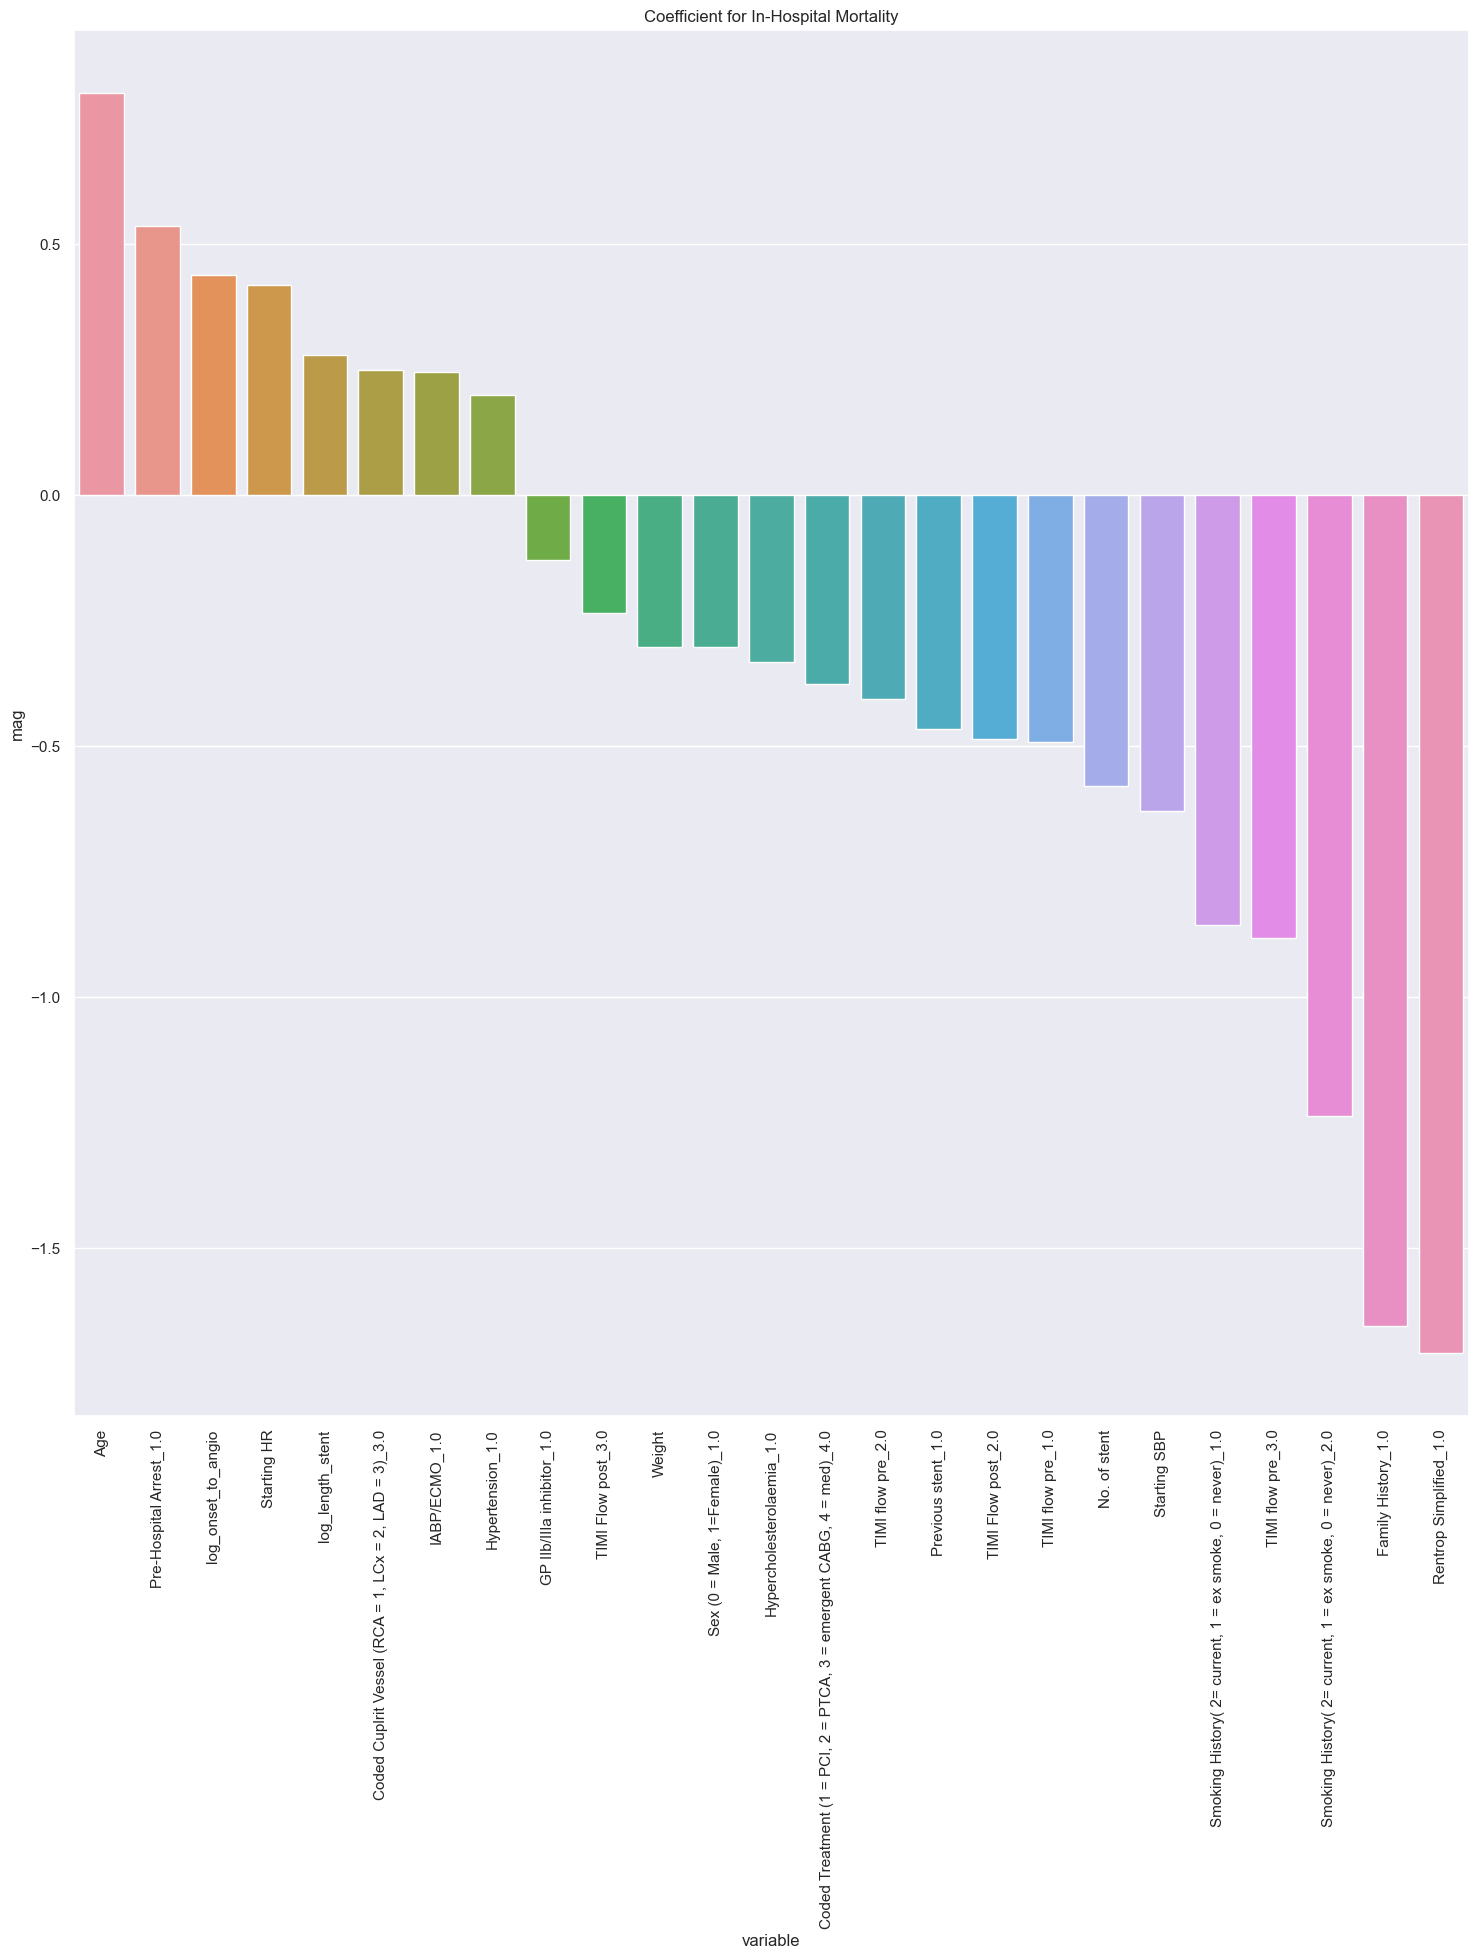 Coefficient for In-Hospital Mortality
mag
0.5
0.0
−0.5
−1.0
−1.5
Age
Pre-Hospital Arrest_1.0
log_onset_to_angio
Starting HR
log_length_stent
Coded Cuplrit Vessel (RCA = 1, LCx = 2, LAD = 3)_3.0
IABP/ECMO_1.0
Hypertension_1.0
GP IIb/IIIa inhibitor_1.0
TIMI Flow post_3.0
Weight
Sex (0 = Male, 1=Female)_1.0
Hypercholesterolaemia_1.0
Coded Treatment (1 = PCI, 2 = PTCA, 3 = emergent CABG, 4 = med)_4.0
TIMI flow pre_2.0
Previous stent_1.0
TIMI Flow post_2.0
TIMI flow pre_1.0
No. of stent
Starting SBP
Smoking History( 2= current, 1 = ex smoke, 0 = never)_1.0
TIMI flow pre_3.0
Smoking History( 2= current, 1 = ex smoke, 0 = never)_2.0
Family History_1.0
Rentrop Simplified_1.0
variable